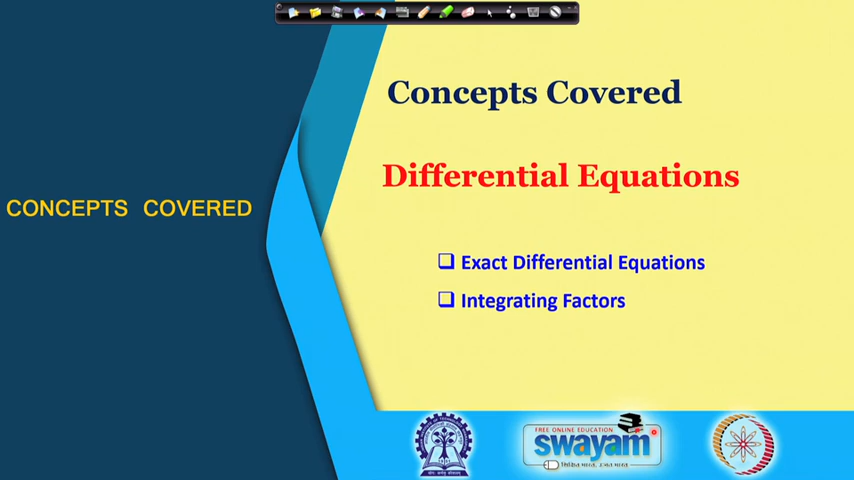 Concepts Covered
Differential Equations
CONCEPTS COVERED
Exact Differential Equations
Integrating Factors
FREE ONLINE EDUCATION
swayam